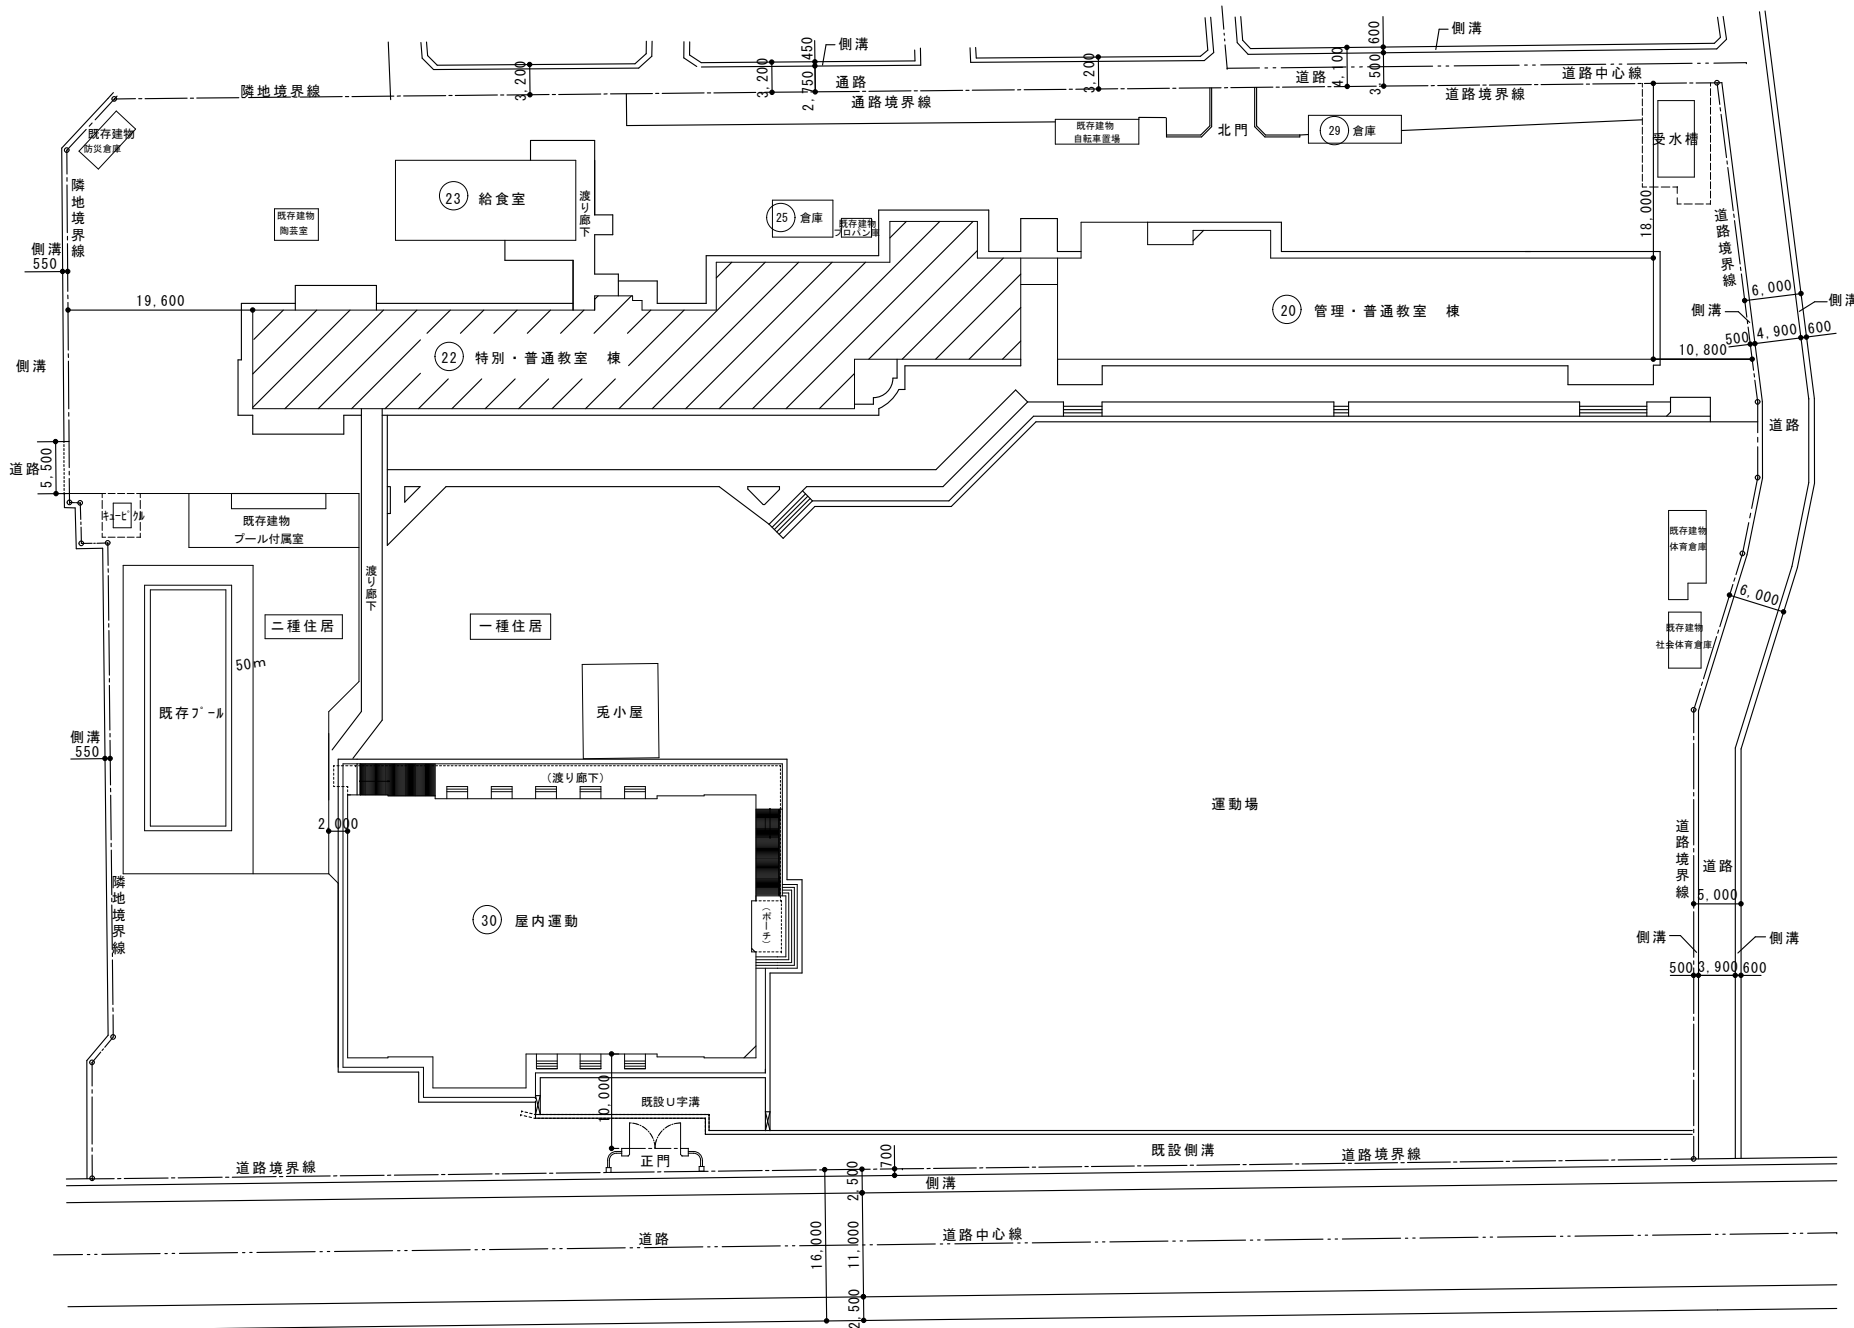 側溝
側溝
450
600
3,200
3,200
2,750
通路
3,200
道路
4,100
3,500
道路中心線
隣地境界線
通路境界線
道路境界線
既存建物
防災倉庫
既存建物
自転車置場
北門
29 倉庫
受水槽
隣地境界線
23 給食室
渡り廊下
既存建物
陶芸室
25 倉庫
既存建物
プロパン庫
18,000
道路境界線
側溝
550
19,600
6,000
側溝
側溝
20 管理・普通教室 棟
500
4,900
600
10,800
22 特別・普通教室 棟
側溝
道路
道路
5,500
キュービクル
既存建物
プール付属室
既存建物
体育倉庫
渡り廊下
6,000
二種住居
一種住居
既存建物
社会体育倉庫
50m
既存プール
兎小屋
側溝
550
(渡り廊下)
運動場
2,000
道路境界線
道路
隣地境界線
5,000
30 屋内運動
(ポーチ)
側溝
側溝
500
3,900
600
10,000
既設U字溝
正門
既設側溝
道路境界線
700
道路境界線
2,500
側溝
道路
道路中心線
16,000
11,000
2,500